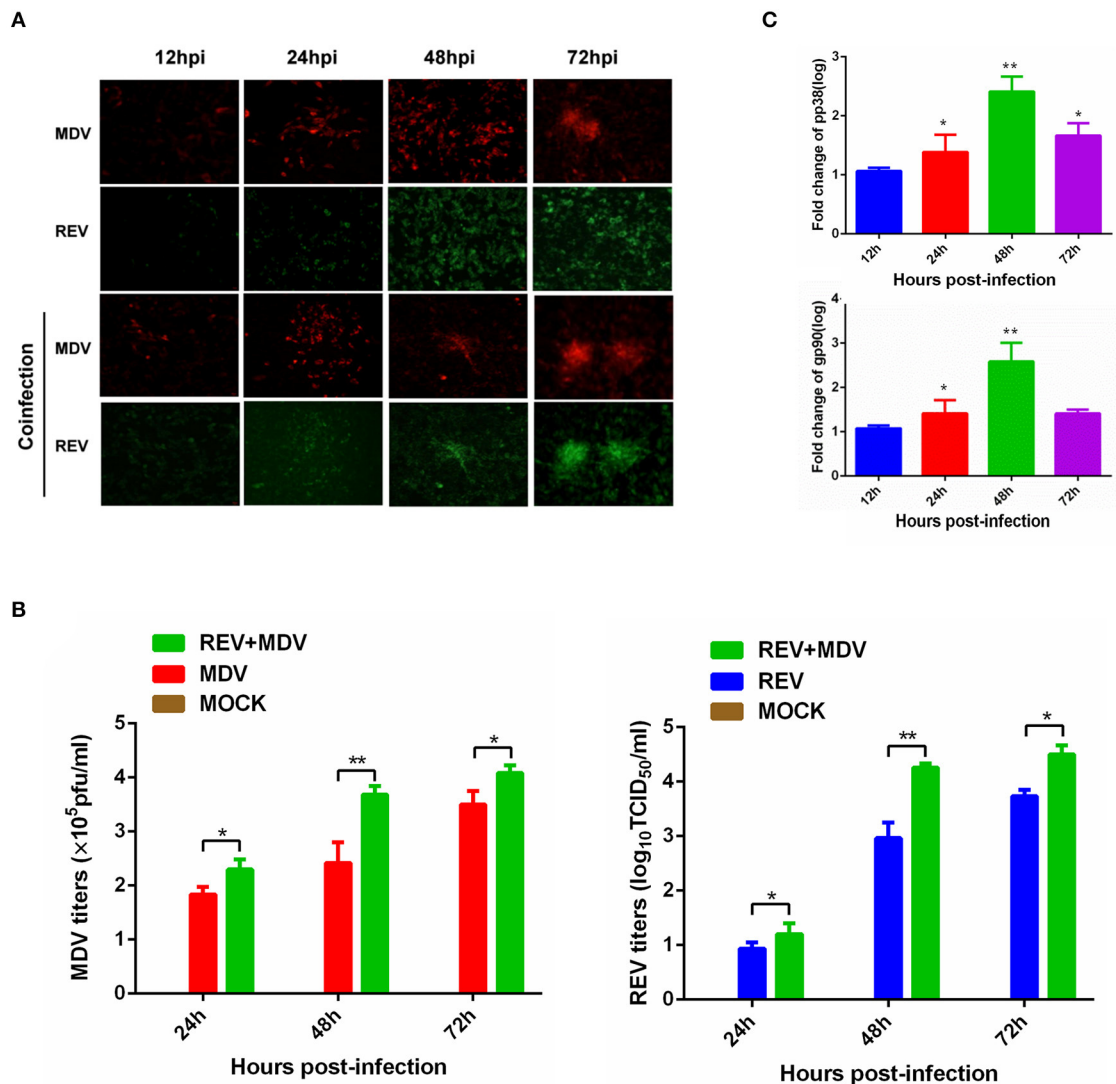 A
12hpi 24hpi 48hpi 72hpi
MDV
REV
Coinfection
MDV
REV
C
Fold change of pp38(log)
3
**
2
*
*
1
0
12h 24h 48h 72h
Hours post-infection
Fold change of gp90(log)
4
**
3
2
*
1
0
12h 24h 48h 72h
Hours post-infection
B
REV+MDV
MDV
MOCK
MDV titers (×10⁵pfu/ml)
5
4
3
2
1
0
*
**
*
24h 48h 72h
Hours post-infection
REV+MDV
REV
MOCK
REV titers (log₁₀TCID₅₀/ml)
5
4
3
2
1
0
*
**
*
24h 48h 72h
Hours post-infection